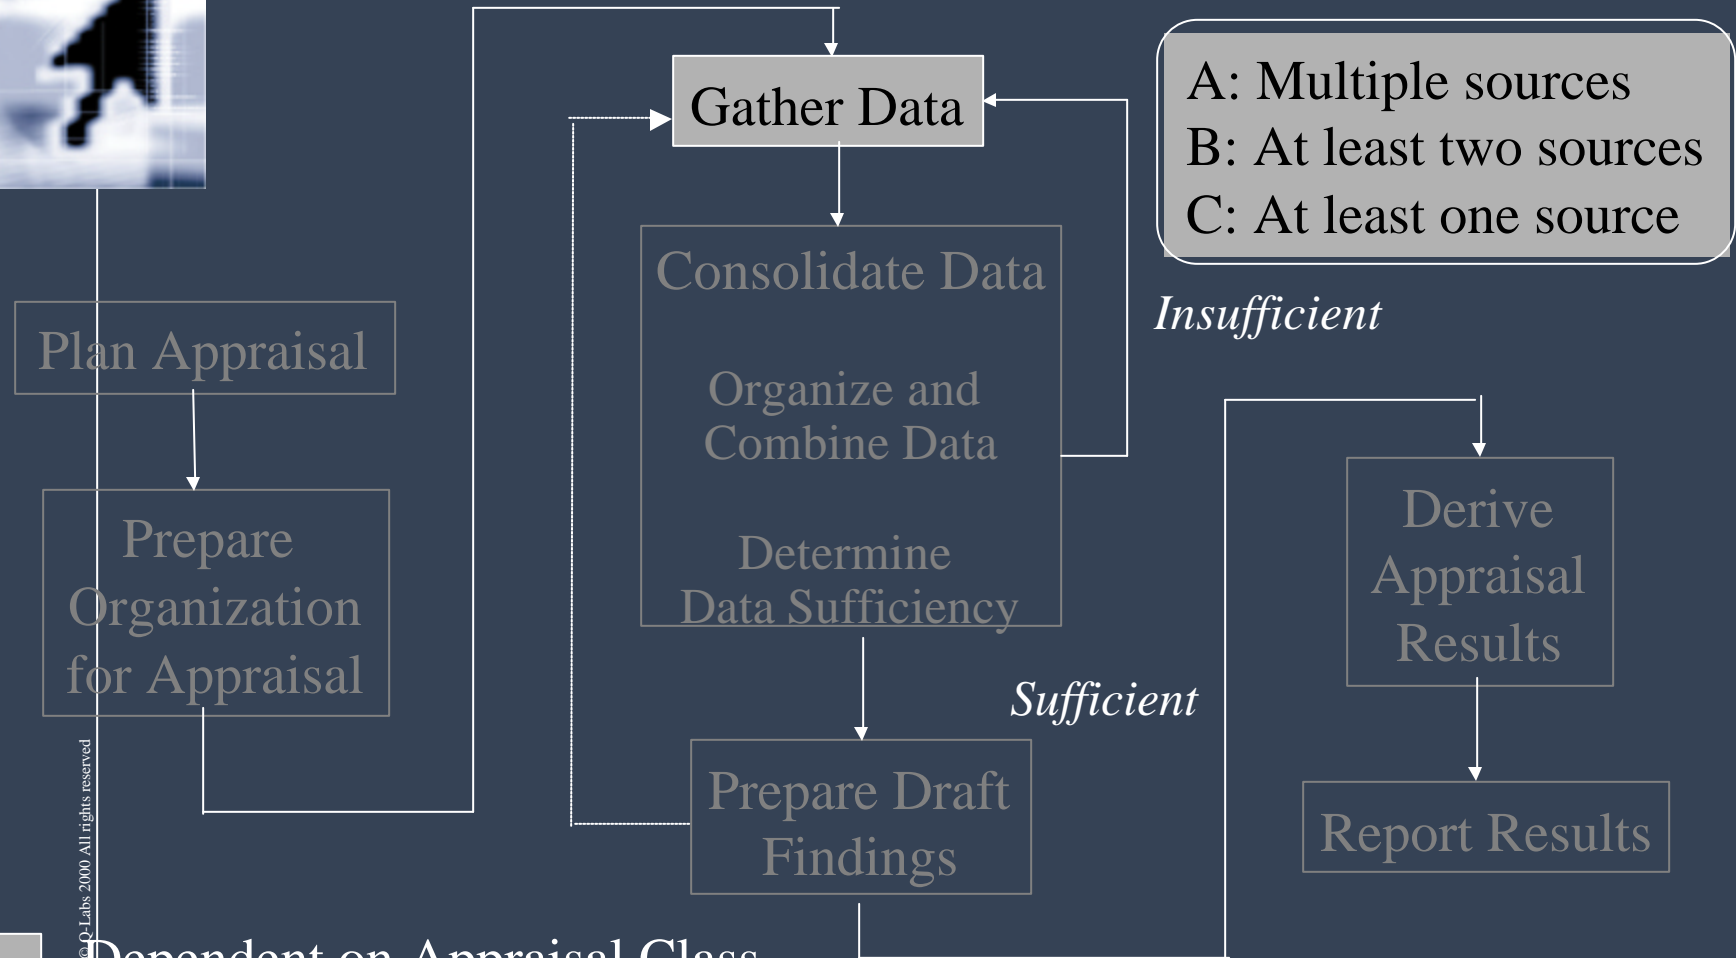 Gather Data
A: Multiple sources
B: At least two sources
C: At least one source
Consolidate Data
Organize and
Combine Data
Determine
Data Sufficiency
Insufficient
Plan Appraisal
Prepare
Organization
for Appraisal
Sufficient
Prepare Draft
Findings
Derive
Appraisal
Results
Report Results
© Q-Labs 2000 All rights reserved
Dependent on Appraisal Class